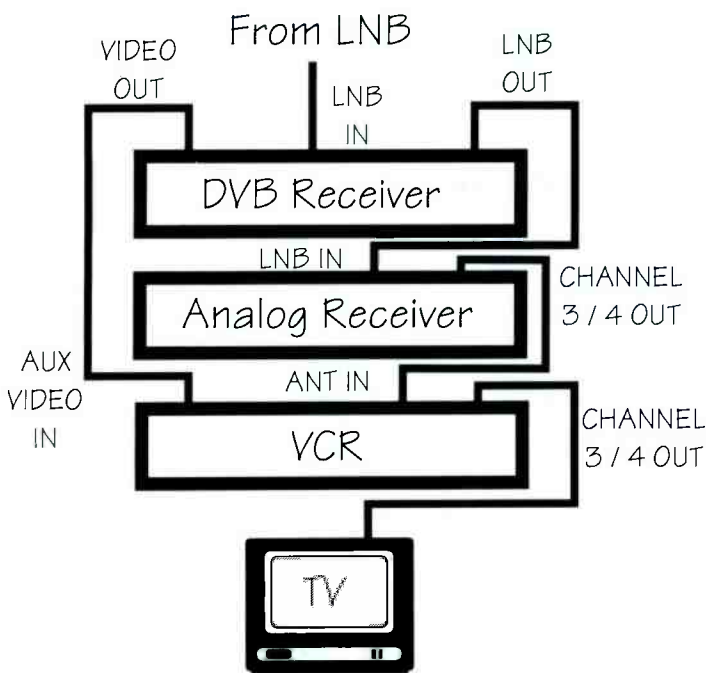 From LNB
VIDEO
OUT
LNB
IN
LNB
OUT
DVB Receiver
LNB IN
Analog Receiver
CHANNEL
3 / 4 OUT
AUX
VIDEO
IN
ANT IN
VCR
CHANNEL
3 / 4 OUT
TV